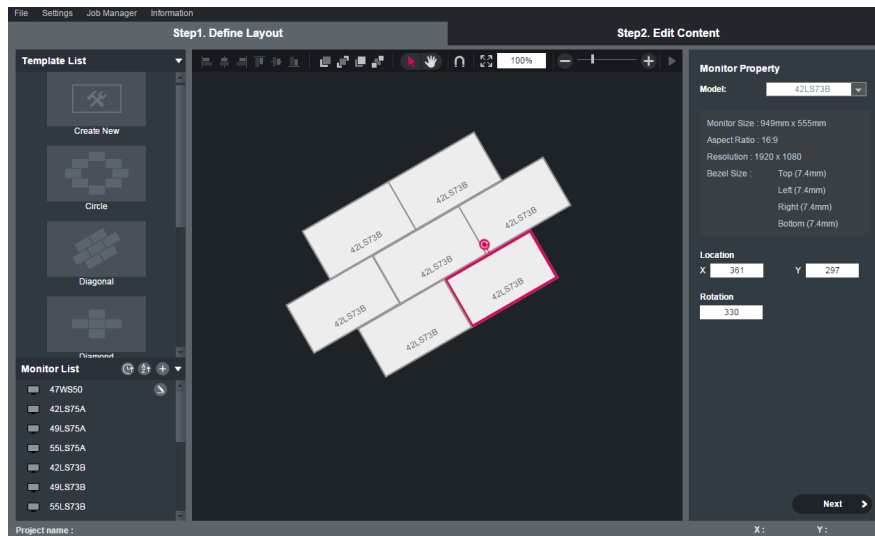 File Settings Job Manager Information
Step1. Define Layout Step2. Edit Content
Template List
100%
Create New
Circle
Diagonal
Diamond
Monitor List
47WS50
42LS75A
49LS75A
55LS75A
42LS73B
49LS73B
55LS73B
42LS73B
42LS73B
42LS73B
42LS73B
42LS73B
42LS73B
42LS73B
Monitor Property
Model: 42LS73B
Monitor Size : 949mm x 555mm
Aspect Ratio : 16:9
Resolution : 1920 x 1080
Bezel Size : Top (7.4mm)
Left (7.4mm)
Right (7.4mm)
Bottom (7.4mm)
Location
X 361 Y 297
Rotation
330
Next
Project name : X : Y :